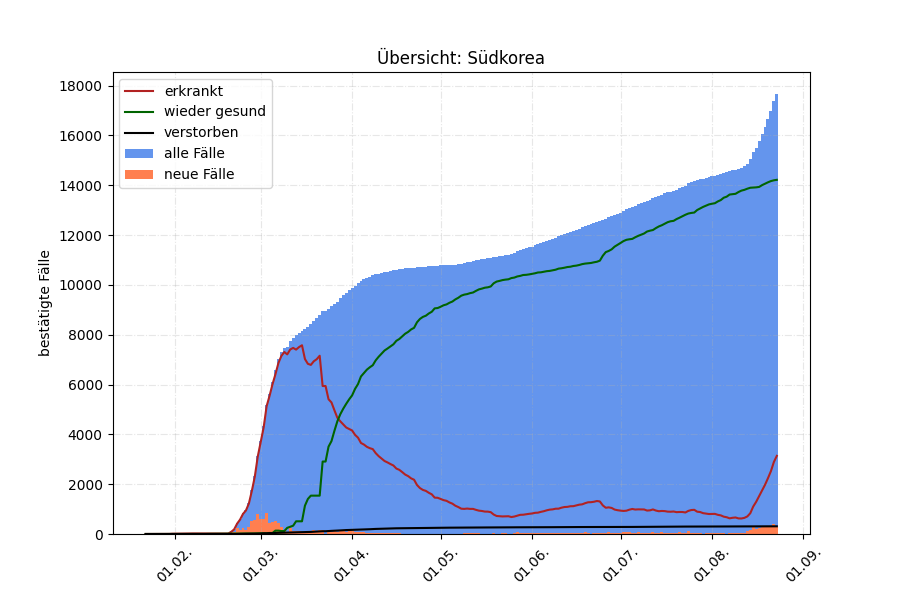 Übersicht: Südkorea
erkrankt
wieder gesund
verstorben
alle Fälle
neue Fälle
bestätigte Fälle
18000
16000
14000
12000
10000
8000
6000
4000
2000
0
01.02.
01.03.
01.04.
01.05.
01.06.
01.07.
01.08.
01.09.